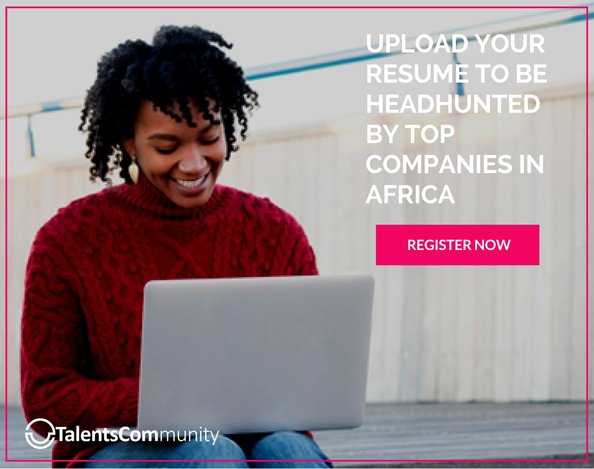 UPLOAD YOUR
RESUME TO BE
HEADHUNTED
BY TOP
COMPANIES IN
AFRICA
REGISTER NOW
TalentsCommunity